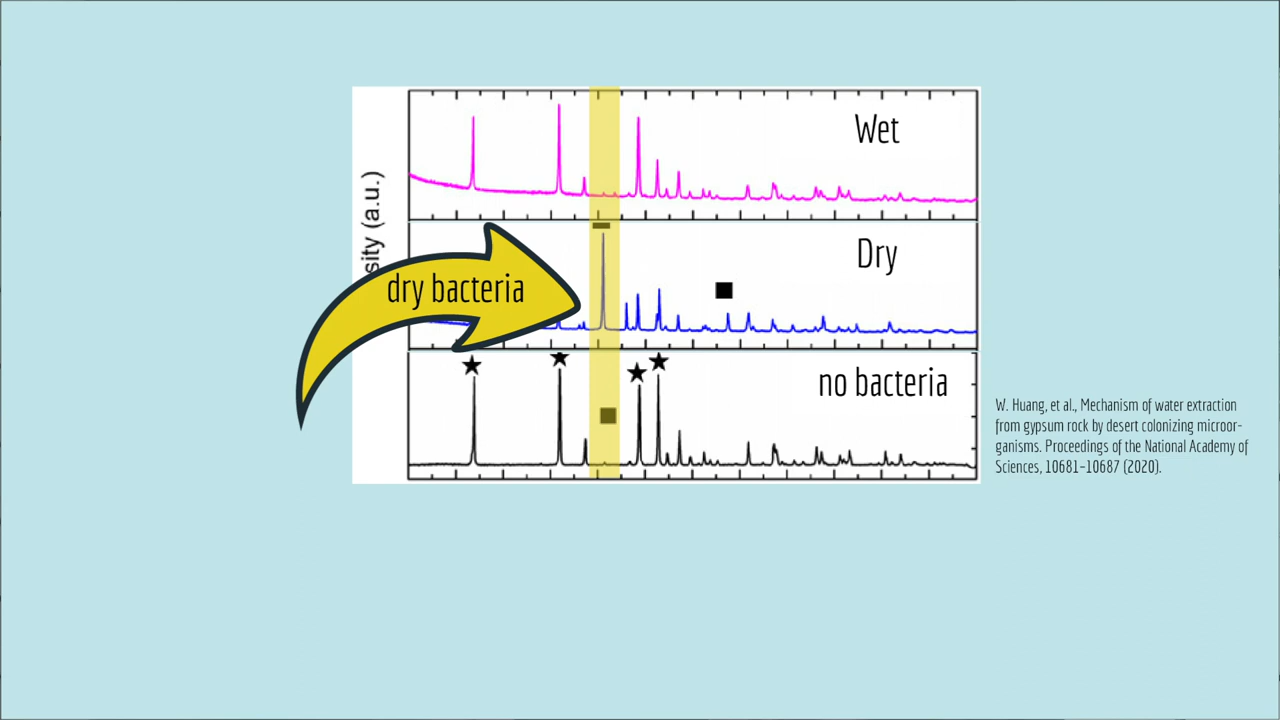 Wet
Dry
sity (a.u.)
dry bacteria
no bacteria
W. Huang, et al., Mechanism of water extraction
from gypsum rock by desert colonizing microor-
ganisms. Proceedings of the National Academy of
Sciences, 10681–10687 (2020).